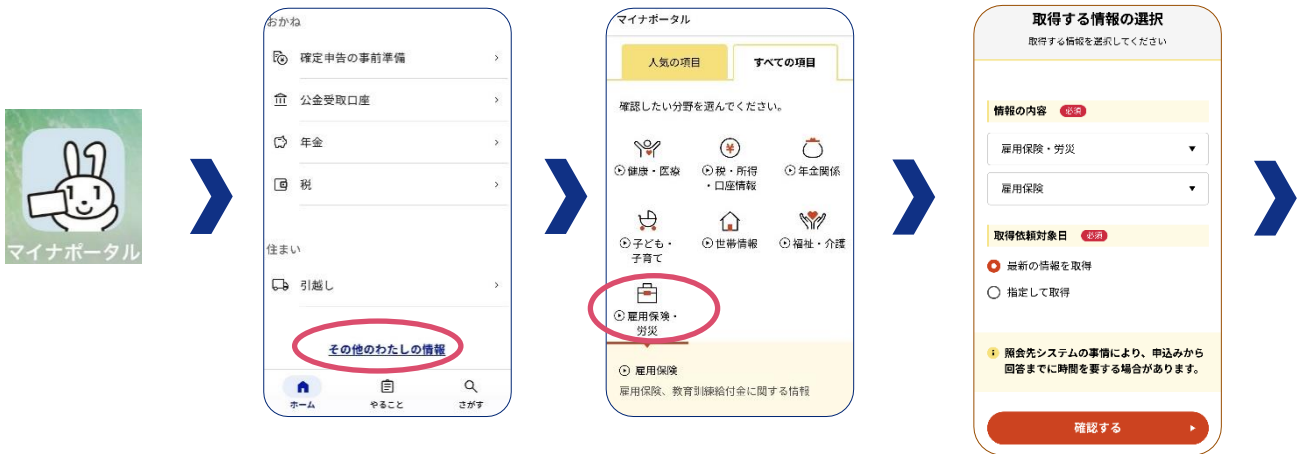 マイナポータル
おかね
確定申告の事前準備
公金受取口座
年金
税
住まい
引越し
その他のわたしの情報
ホーム
やること
さがす
マイナポータル
人気の項目
すべての項目
確認したい分野を選んでください。
健康・医療
税・所得
・口座情報
年金関係
子ども・
子育て
世帯情報
福祉・介護
雇用保険・
労災
雇用保険
雇用保険、教育訓練給付金に関する情報
取得する情報の選択
取得する情報を選択してください
情報の内容 必須
雇用保険・労災
雇用保険
取得依頼対象日 必須
最新の情報を取得
指定して取得
照会先システムの事情により、申込みから
回答までに時間を要する場合があります。
確認する